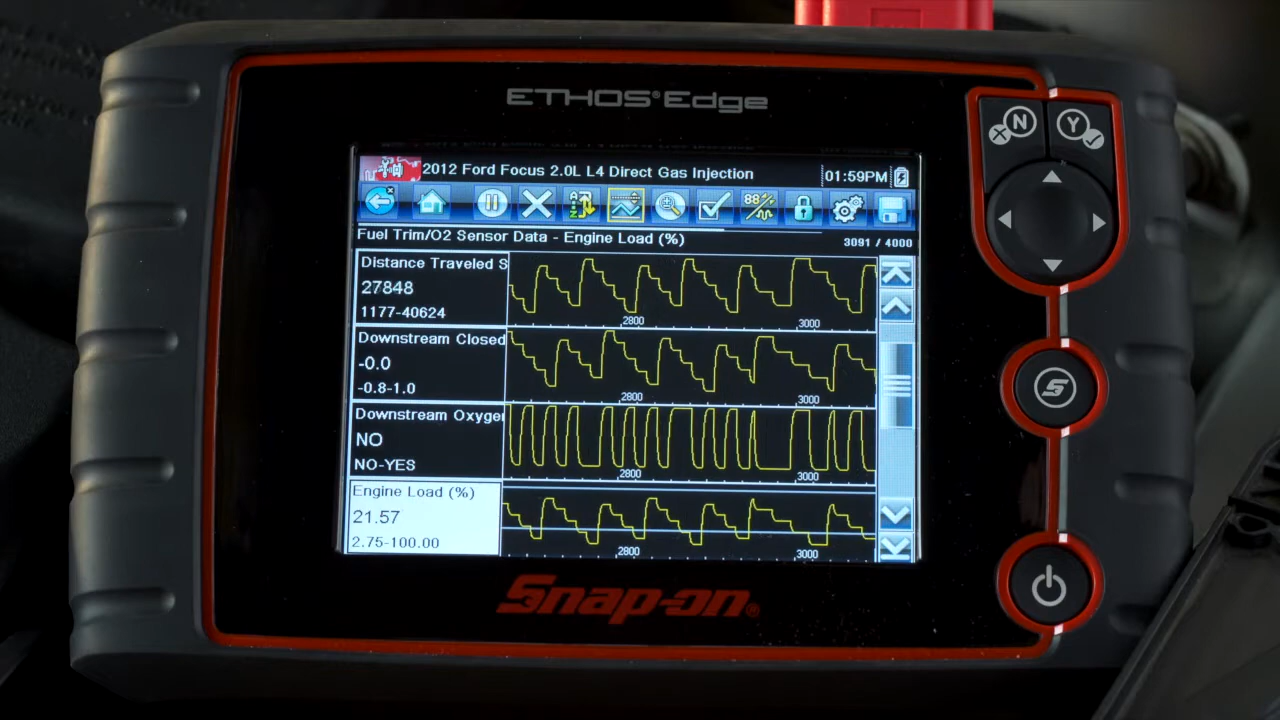 ETHOS® Edge
N Y
2012 Ford Focus 2.0L L4 Direct Gas Injection 01:59PM
Fuel Trim/O2 Sensor Data - Engine Load (%) 3091 / 4000
Distance Traveled S
27848
1177-40624
2800 3000
Downstream Closed
-0.0
-0.8-1.0
2800 3000
Downstream Oxyge
NO
NO-YES
2800 3000
Engine Load (%)
21.57
2.75-100.00
2800 3000
S
Snap-on®